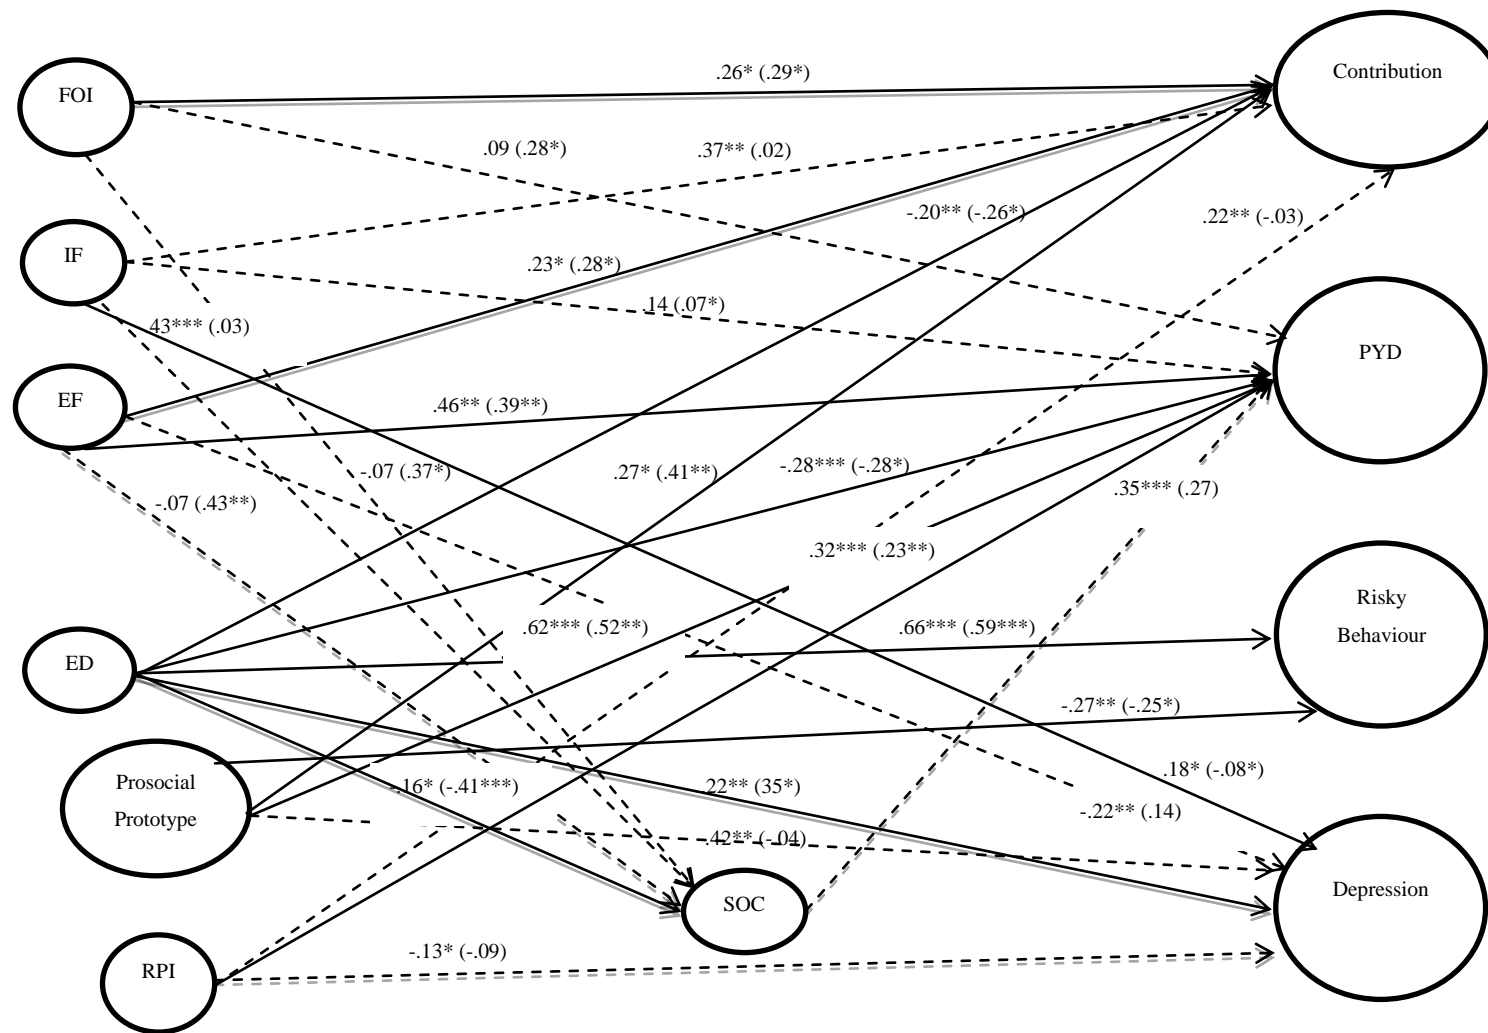 Contribution
.26* (.29*)
FOI
.09 (.28*)
.37** (.02)
-.20** (-.26*)
.22** (-.03)
IF
.23* (.28*)
.14 (.07*)
.43*** (.03)
PYD
EF
.46** (.39**)
-.07 (.37*)
.27* (.41**)
-.28*** (-.28*)
.35*** (.27)
-.07 (.43**)
.32*** (.23**)
Risky
Behaviour
.62*** (.52**)
.66*** (.59***)
ED
-.27** (-.25*)
Prosocial
Prototype
-.16* (-.41***)
.22** (35*)
.18* (-.08*)
-.22** (.14)
.42** (-.04)
Depression
SOC
RPI
-.13* (-.09)